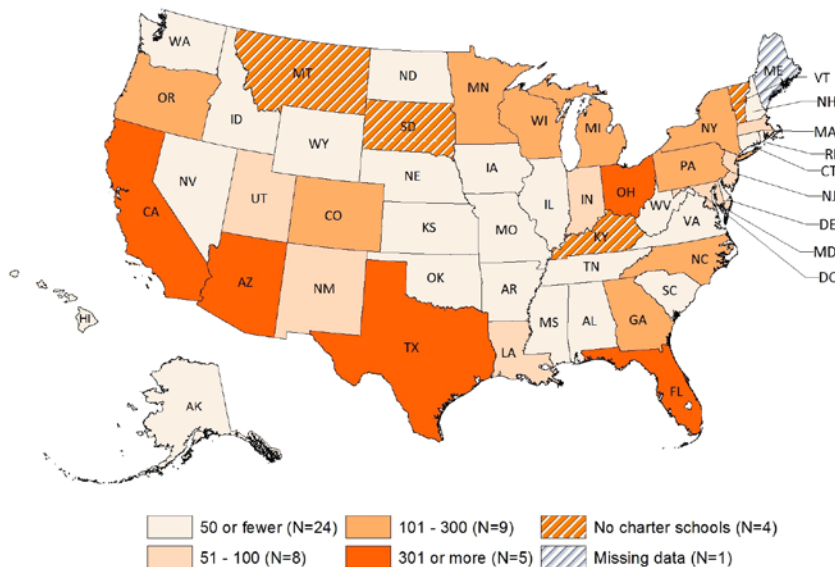 WA
MT
ND
MN
ME
VT
NH
OR
ID
SD
WI
MI
NY
MA
RI
WY
CT
IA
PA
NE
NJ
NV
OH
IL
IN
UT
DE
CO
WV
VA
CA
KS
MO
KY
MD
NC
DC
TN
OK
AZ
NM
AR
SC
HI
MS
AL
GA
TX
LA
FL
AK
50 or fewer (N=24) 101 - 300 (N=9) No charter schools (N=4)
51 - 100 (N=8) 301 or more (N=5) Missing data (N=1)